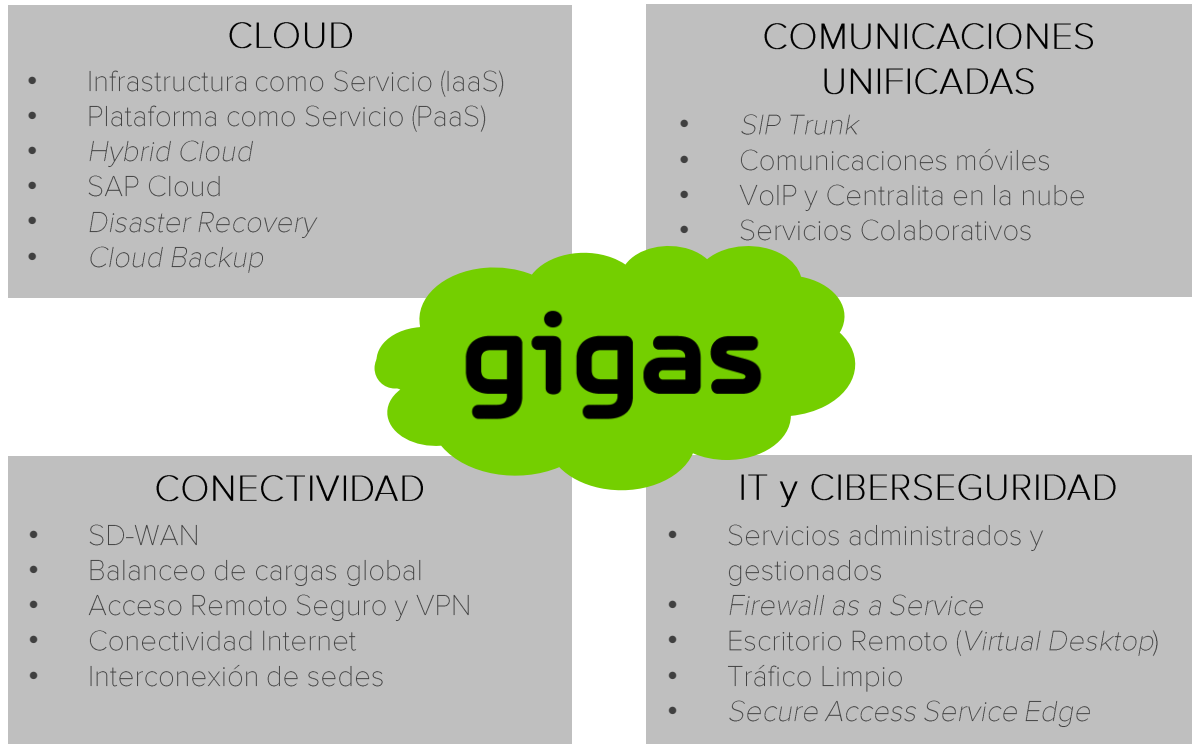 CLOUD
• Infrastructura como Servicio (IaaS)
• Plataforma como Servicio (PaaS)
• Hybrid Cloud
• SAP Cloud
• Disaster Recovery
• Cloud Backup
COMUNICACIONES
UNIFICADAS
• SIP Trunk
• Comunicaciones móviles
• VoIP y Centralita en la nube
• Servicios Colaborativos
gigas
CONECTIVIDAD
• SD-WAN
• Balanceo de cargas global
• Acceso Remoto Seguro y VPN
• Conectividad Internet
• Interconexión de sedes
IT y CIBERSEGURIDAD
• Servicios administrados y
gestionados
• Firewall as a Service
• Escritorio Remoto (Virtual Desktop)
• Tráfico Limpio
• Secure Access Service Edge